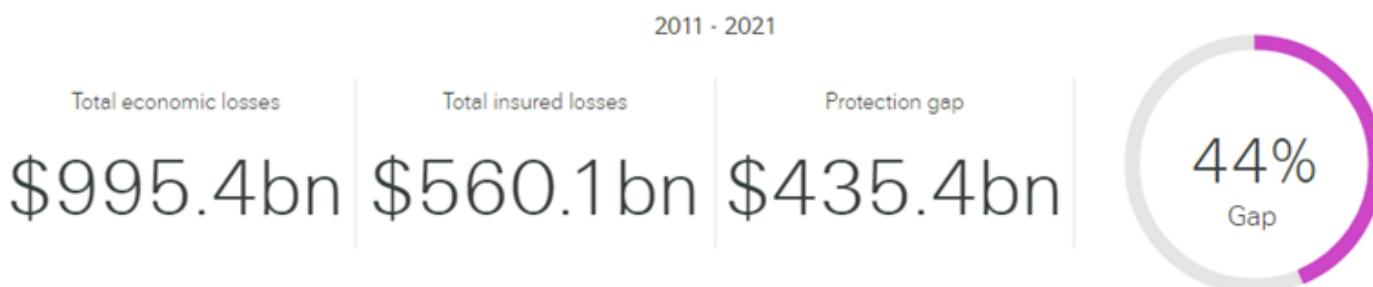 2011 - 2021
Total economic losses
$995.4bn
Total insured losses
$560.1bn
Protection gap
$435.4bn
44%
Gap